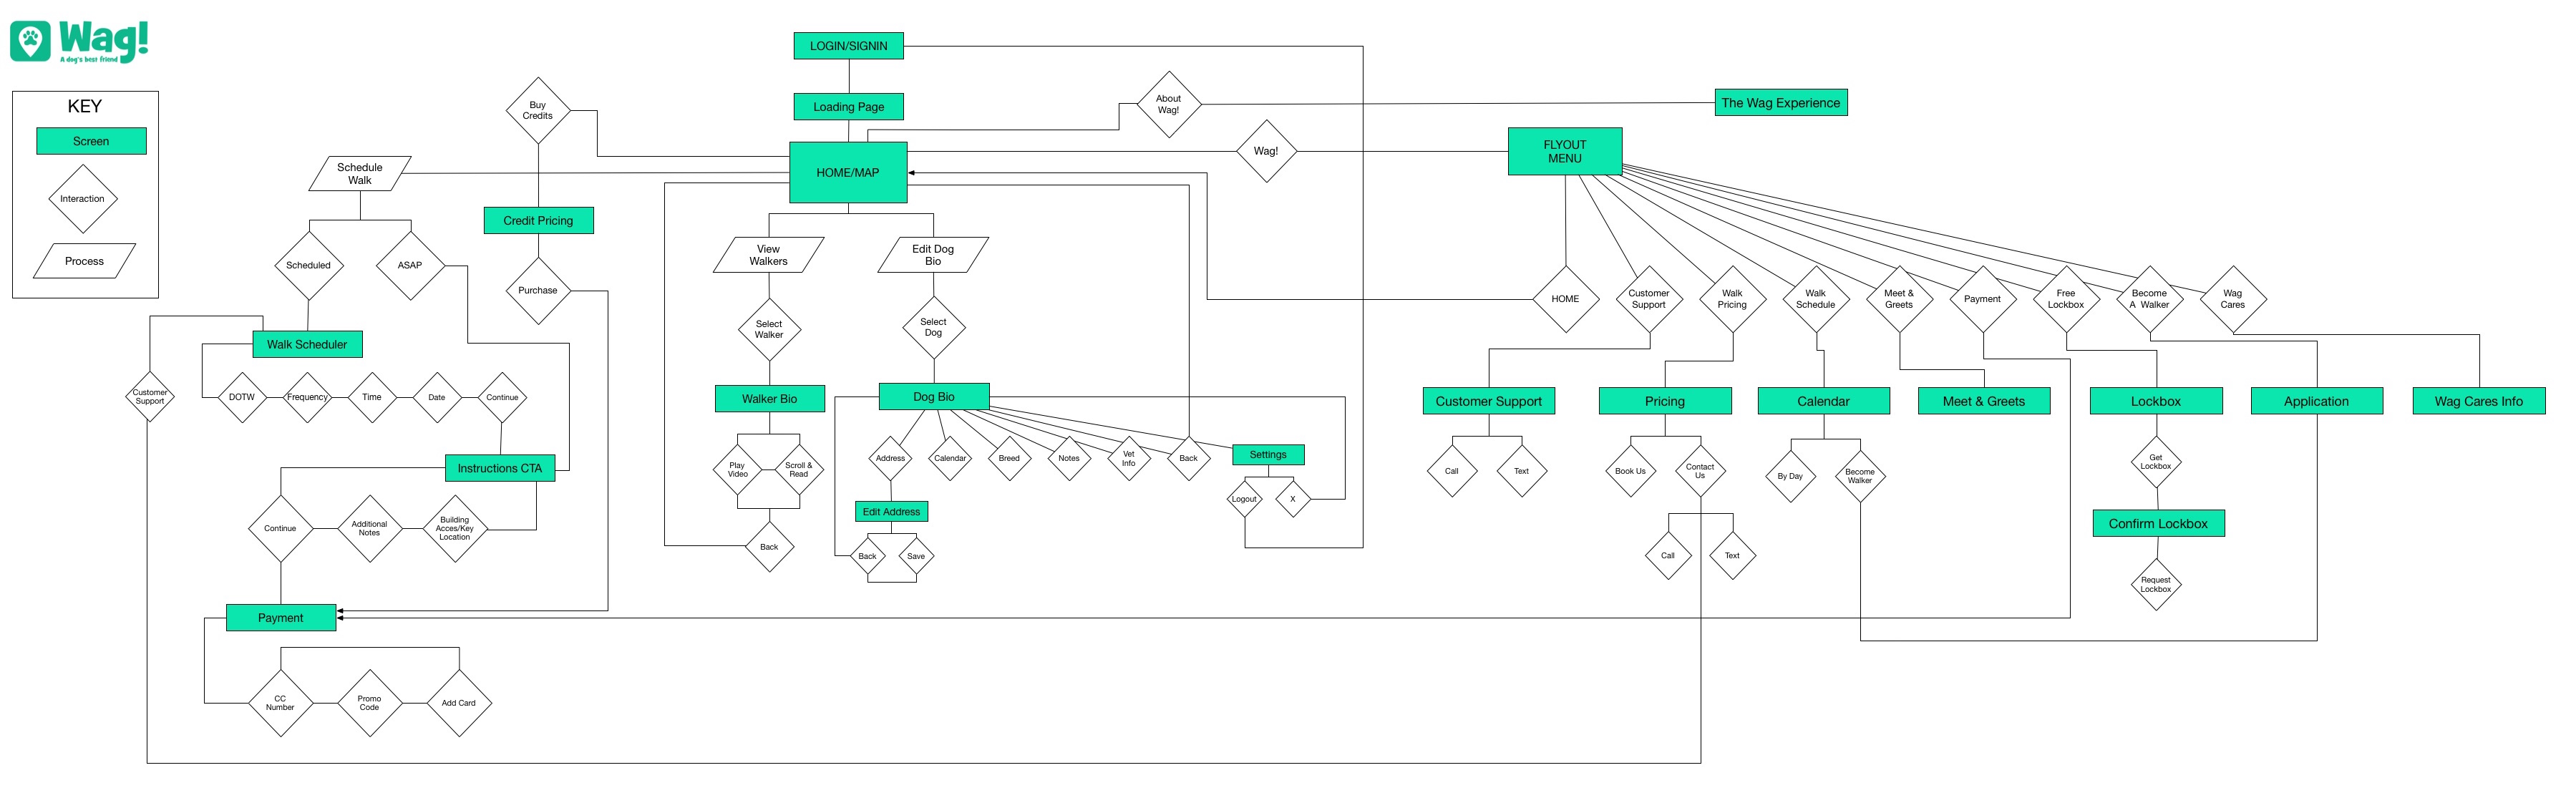 Wag!
A dog's best friend
KEY
Screen
Interaction
Process
LOGIN/SIGNIN
Loading Page
HOME/MAP
Buy
Credits
About
Wag!
The Wag Experience
Wag!
FLYOUT
MENU
Schedule
Walk
Credit Pricing
Scheduled
ASAP
Purchase
View
Walkers
Edit Dog
Bio
Select
Walker
Select
Dog
HOME
Customer
Support
Walk
Pricing
Walk
Schedule
Meet &
Greets
Payment
Free
Lockbox
Become
A Walker
Wag
Cares
Walk Scheduler
Customer
Support
DOTW
Frequency
Time
Date
Continue
Walker Bio
Dog Bio
Customer Support
Pricing
Calendar
Meet & Greets
Lockbox
Application
Wag Cares Info
Instructions CTA
Play
Video
Scroll &
Read
Address
Calendar
Breed
Notes
Vet
Info
Back
Settings
Logout
X
Call
Text
Book Us
Contact
Us
By Day
Become
Walker
Get
Lockbox
Continue
Additional
Notes
Building
Acces/Key
Location
Back
Edit Address
Back
Save
Call
Text
Confirm Lockbox
Request
Lockbox
Payment
CC
Number
Promo
Code
Add Card